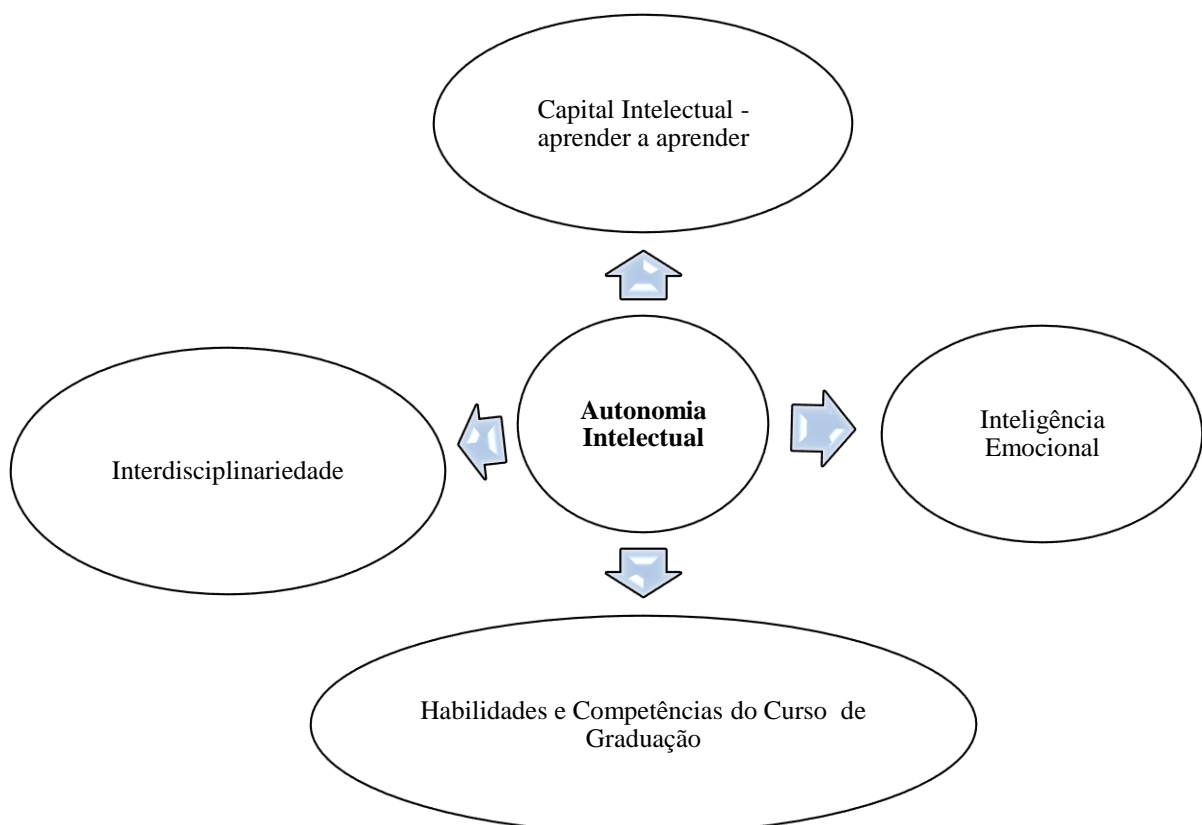 Capital Intelectual -
aprender a aprender
Autonomia
Intelectual
Inteligência
Emocional
Interdisciplinariedade
Habilidades e Competências do Curso de
Graduação